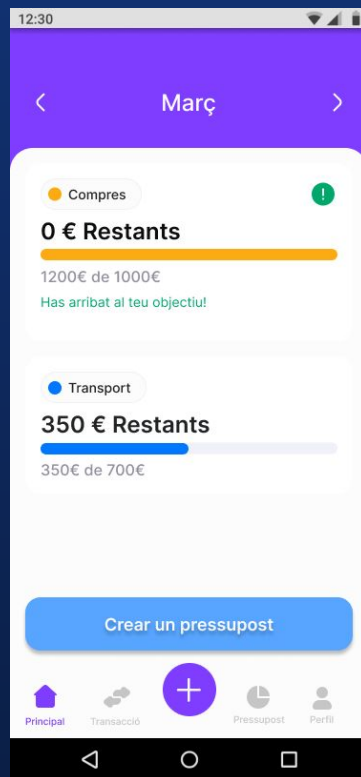 12:30
Març
Compres
0 € Restants
1200€ de 1000€
Has arribat al teu objectiu!
Transport
350 € Restants
350€ de 700€
Crear un pressupost
Principal
Transacció
Pressupost
Perfil